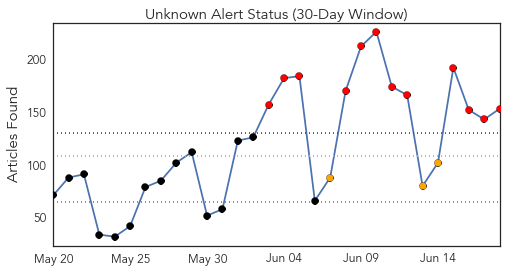 Unknown Alert Status (30-Day Window)
Articles Found
200
150
100
50
May 20
May 25
May 30
Jun 04
Jun 09
Jun 14